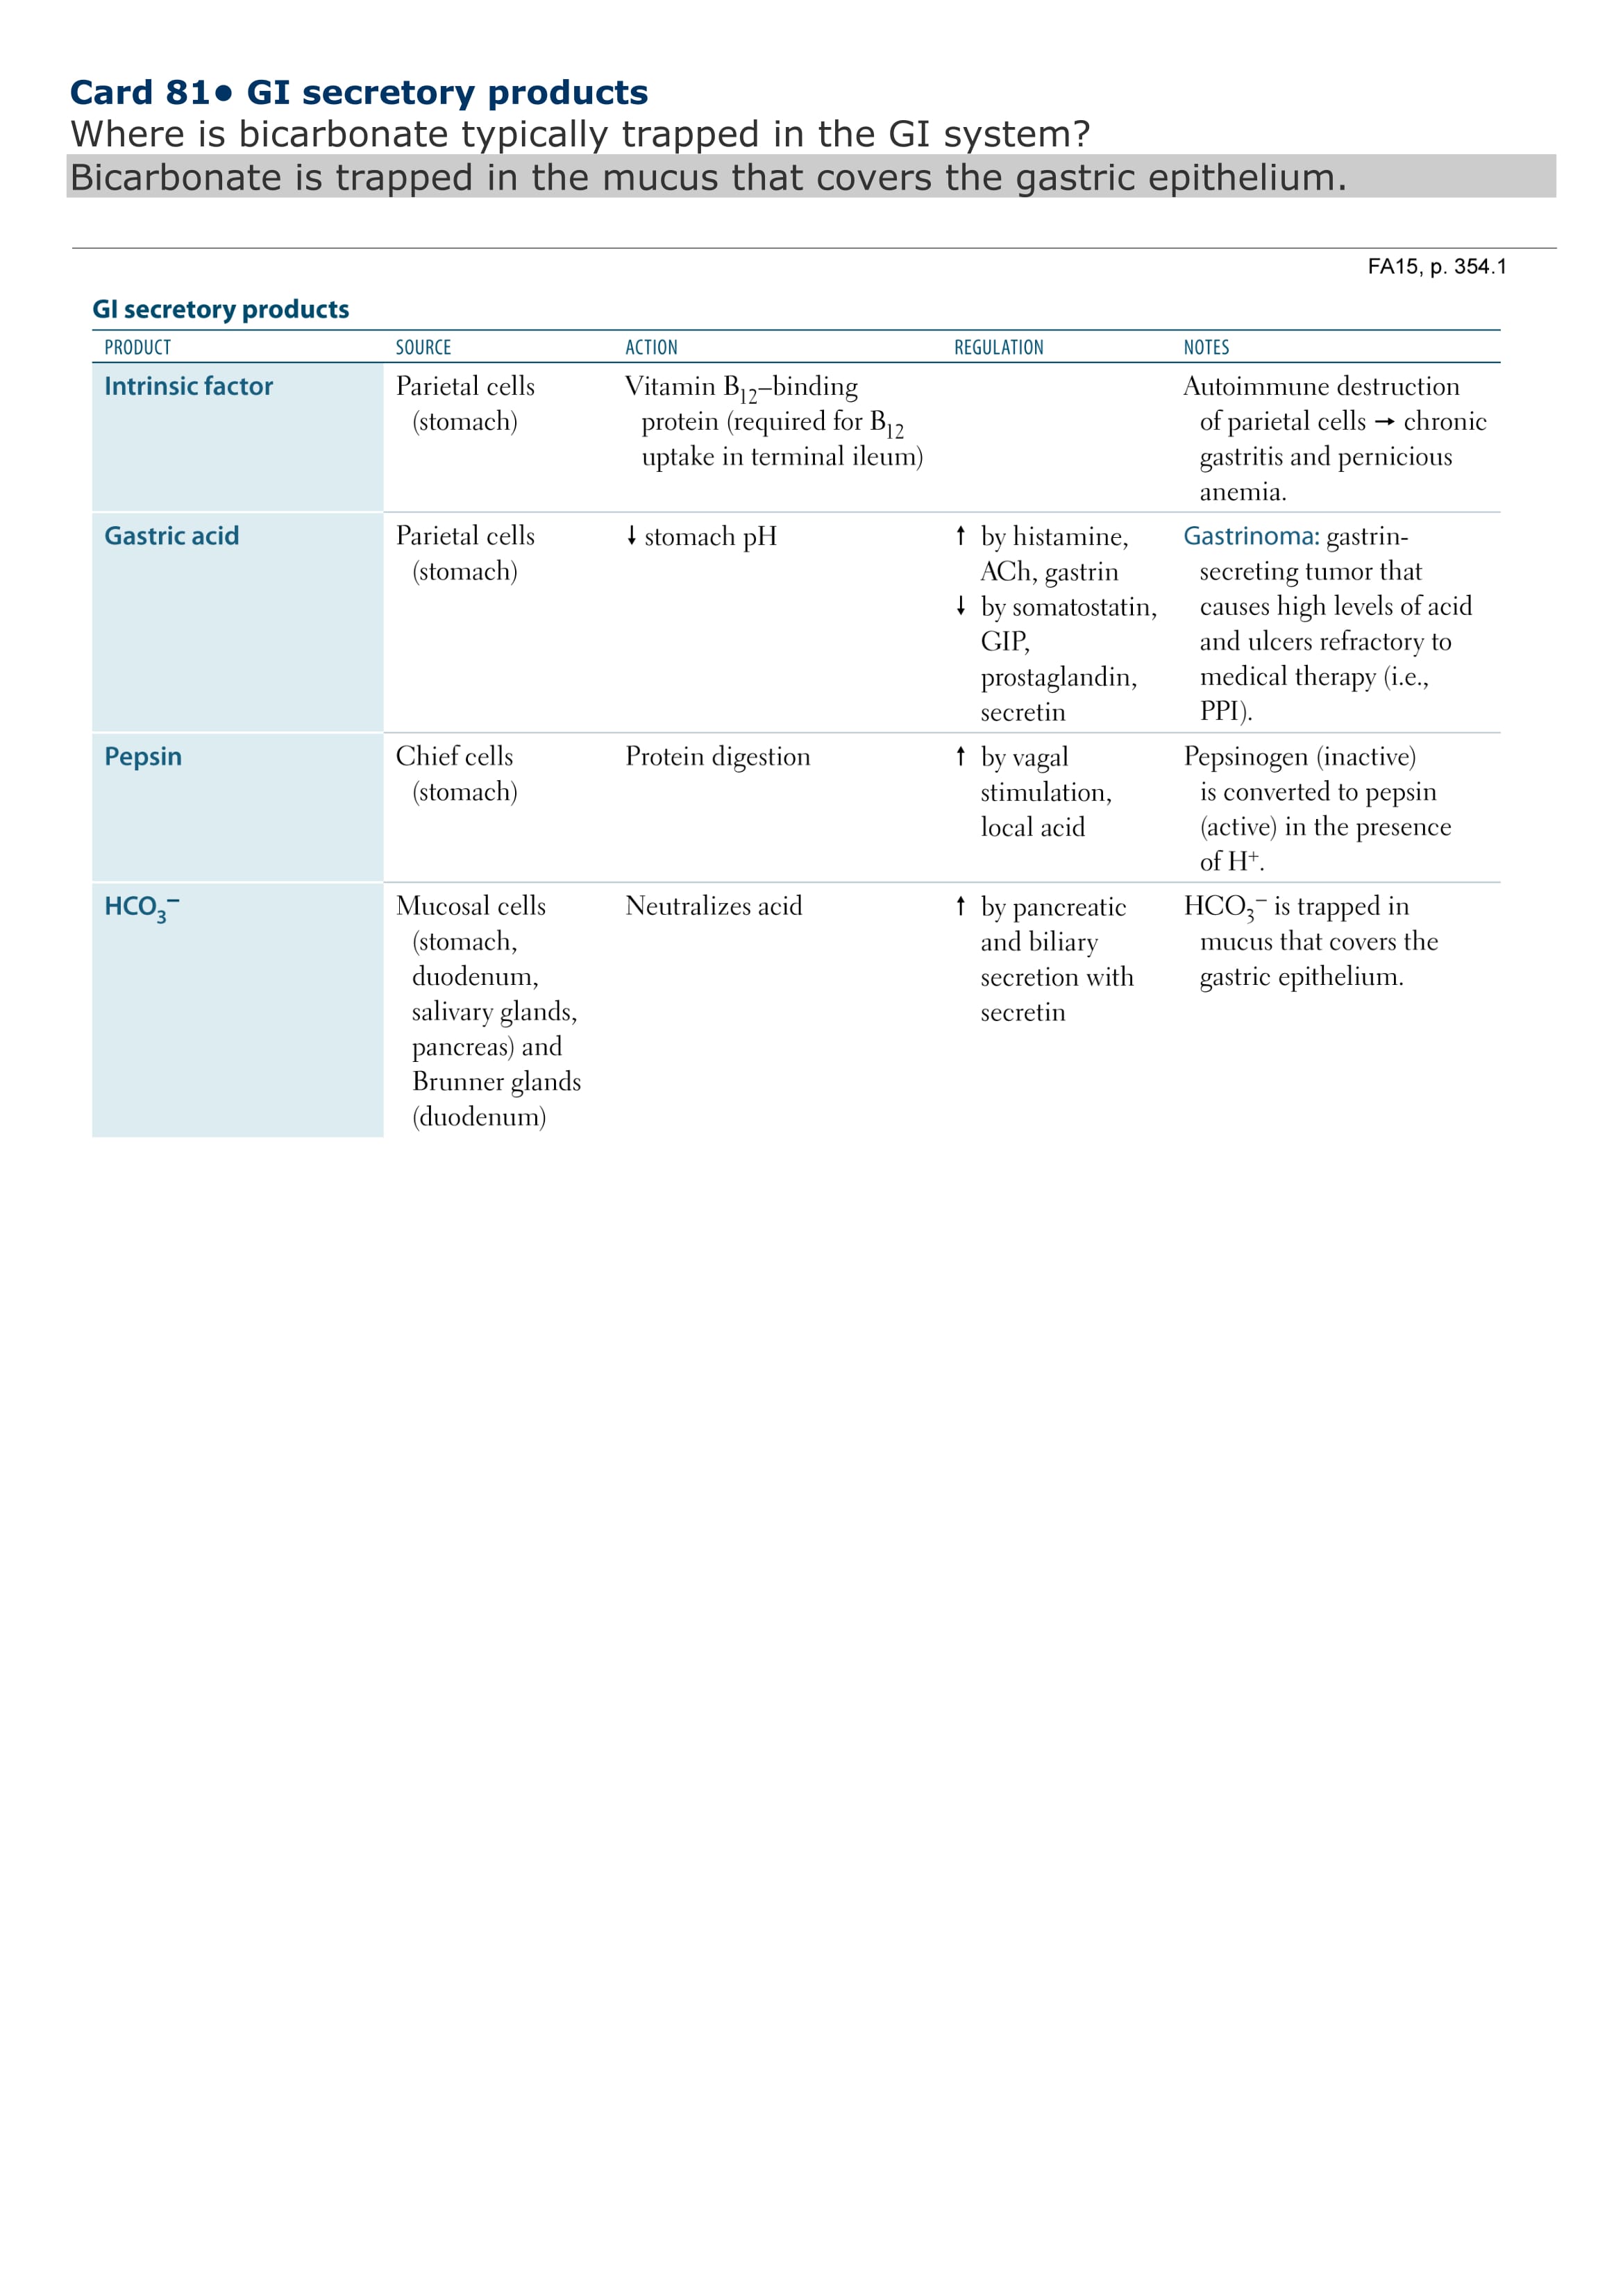 Card 81● GI secretory products
Where is bicarbonate typically trapped in the GI system?
Bicarbonate is trapped in the mucus that covers the gastric epithelium.
FA15, p. 354.1
GI secretory products
PRODUCT SOURCE ACTION REGULATION NOTES
Intrinsic factor Parietal cells Vitamin B12–binding Autoimmune destruction
(stomach) protein (required for B12 of parietal cells → chronic
uptake in terminal ileum) gastritis and pernicious
anemia.
Gastric acid Parietal cells ↓ stomach pH ↑ by histamine, Gastrinoma: gastrin-
(stomach) ACh, gastrin secreting tumor that
↓ by somatostatin, causes high levels of acid
GIP, and ulcers refractory to
prostaglandin, medical therapy (i.e.,
secretin PPI).
Pepsin Chief cells Protein digestion ↑ by vagal Pepsinogen (inactive)
(stomach) stimulation, is converted to pepsin
local acid (active) in the presence
of H⁺.
HCO₃⁻ Mucosal cells Neutralizes acid ↑ by pancreatic HCO₃⁻ is trapped in
(stomach, and biliary mucus that covers the
duodenum, secretion with gastric epithelium.
salivary glands, secretin
pancreas) and
Brunner glands
(duodenum)